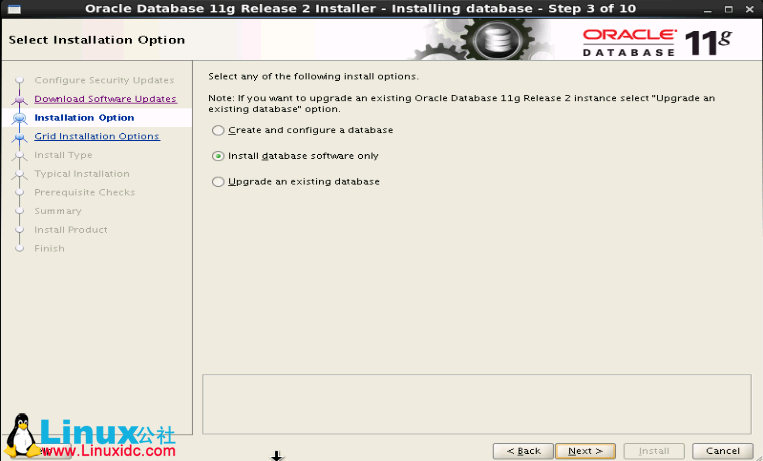 Oracle Database 11g Release 2 Installer - Installing database - Step 3 of 10
Select Installation Option
ORACLE
DATABASE 11g
Configure Security Updates
Download Software Updates
Installation Option
Grid Installation Options
Install Type
Typical Installation
Prerequisite Checks
Summary
Install Product
Finish
Select any of the following install options.
Note: If you want to upgrade an existing Oracle Database 11g Release 2 instance select "Upgrade an
existing database" option.
Create and configure a database
Install database software only
Upgrade an existing database
Linux公社
www.Linuxidc.com
< Back
Next >
Install
Cancel